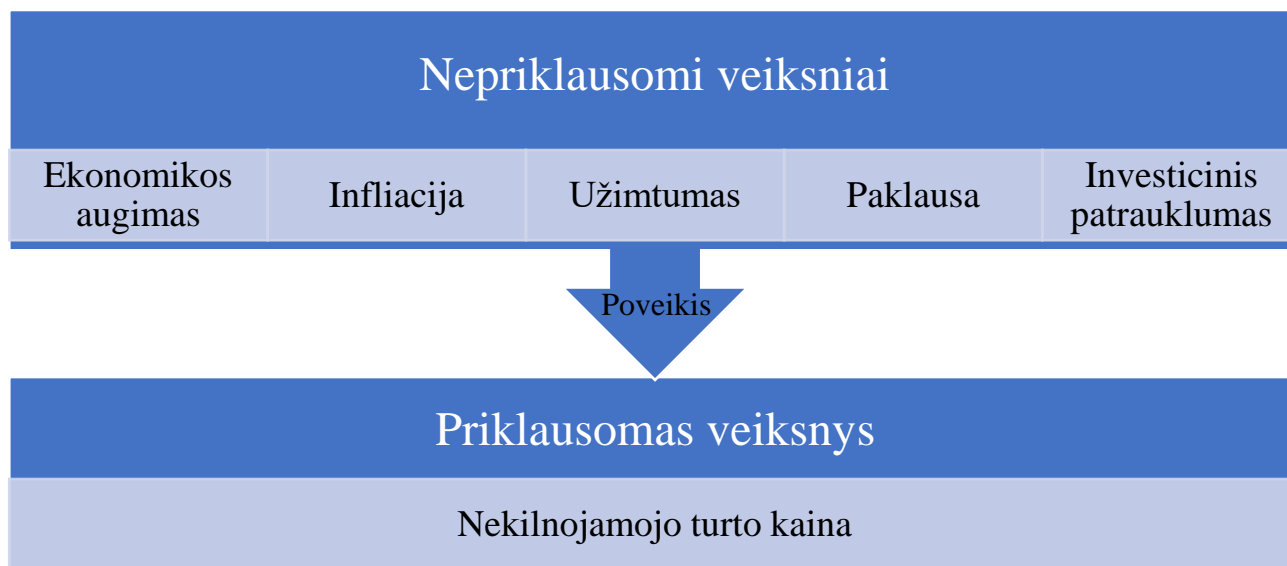 Nepriklausomi veiksniai
Ekonomikos
augimas
Infliacija
Užimtumas
Paklausa
Investicinis
patrauklumas
Poveikis
Priklausomas veiksnys
Nekilnojamojo turto kaina